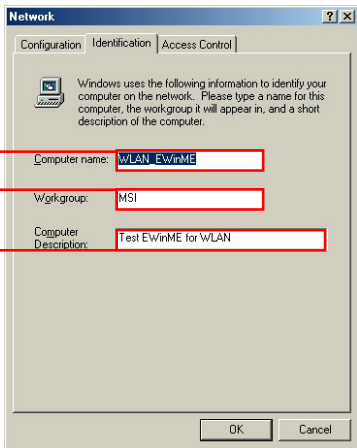 Network
? X
Configuration Identification Access Control
Windows uses the following information to identify your
computer on the network. Please type a name for this
computer, the workgroup it will appear in, and a short
description of the computer.
Computer name: WLAN_EWinME
Workgroup: MSI
Computer
Description: Test EWinME for WLAN
OK Cancel